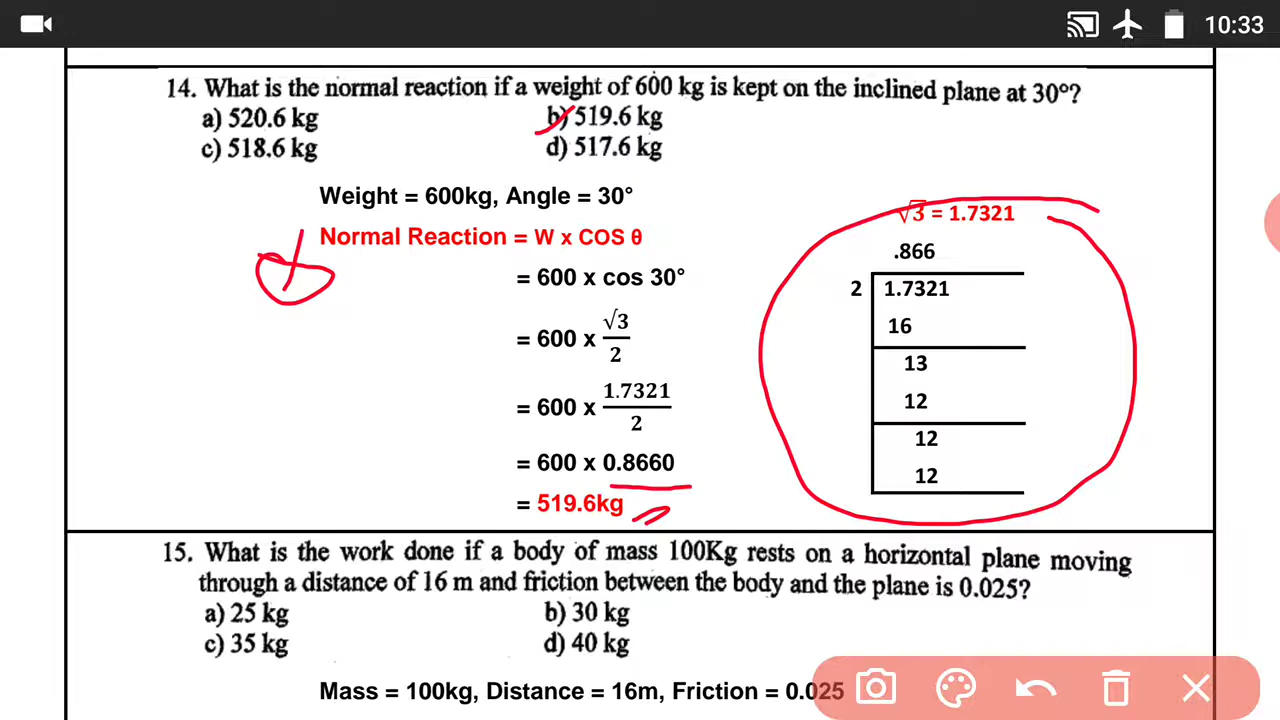 10:33
14. What is the normal reaction if a weight of 600 kg is kept on the inclined plane at 30°?
a) 520.6 kg b) 519.6 kg
c) 518.6 kg d) 517.6 kg
Weight = 600kg, Angle = 30°
Normal Reaction = W x COS θ
= 600 x cos 30°
= 600 x √3/2
= 600 x 1.7321/2
= 600 x 0.8660
= 519.6kg
√3 = 1.7321
.866
2 1.7321
16
13
12
12
12
15. What is the work done if a body of mass 100Kg rests on a horizontal plane moving
through a distance of 16 m and friction between the body and the plane is 0.025?
a) 25 kg b) 30 kg
c) 35 kg d) 40 kg
Mass = 100kg, Distance = 16m, Friction = 0.025